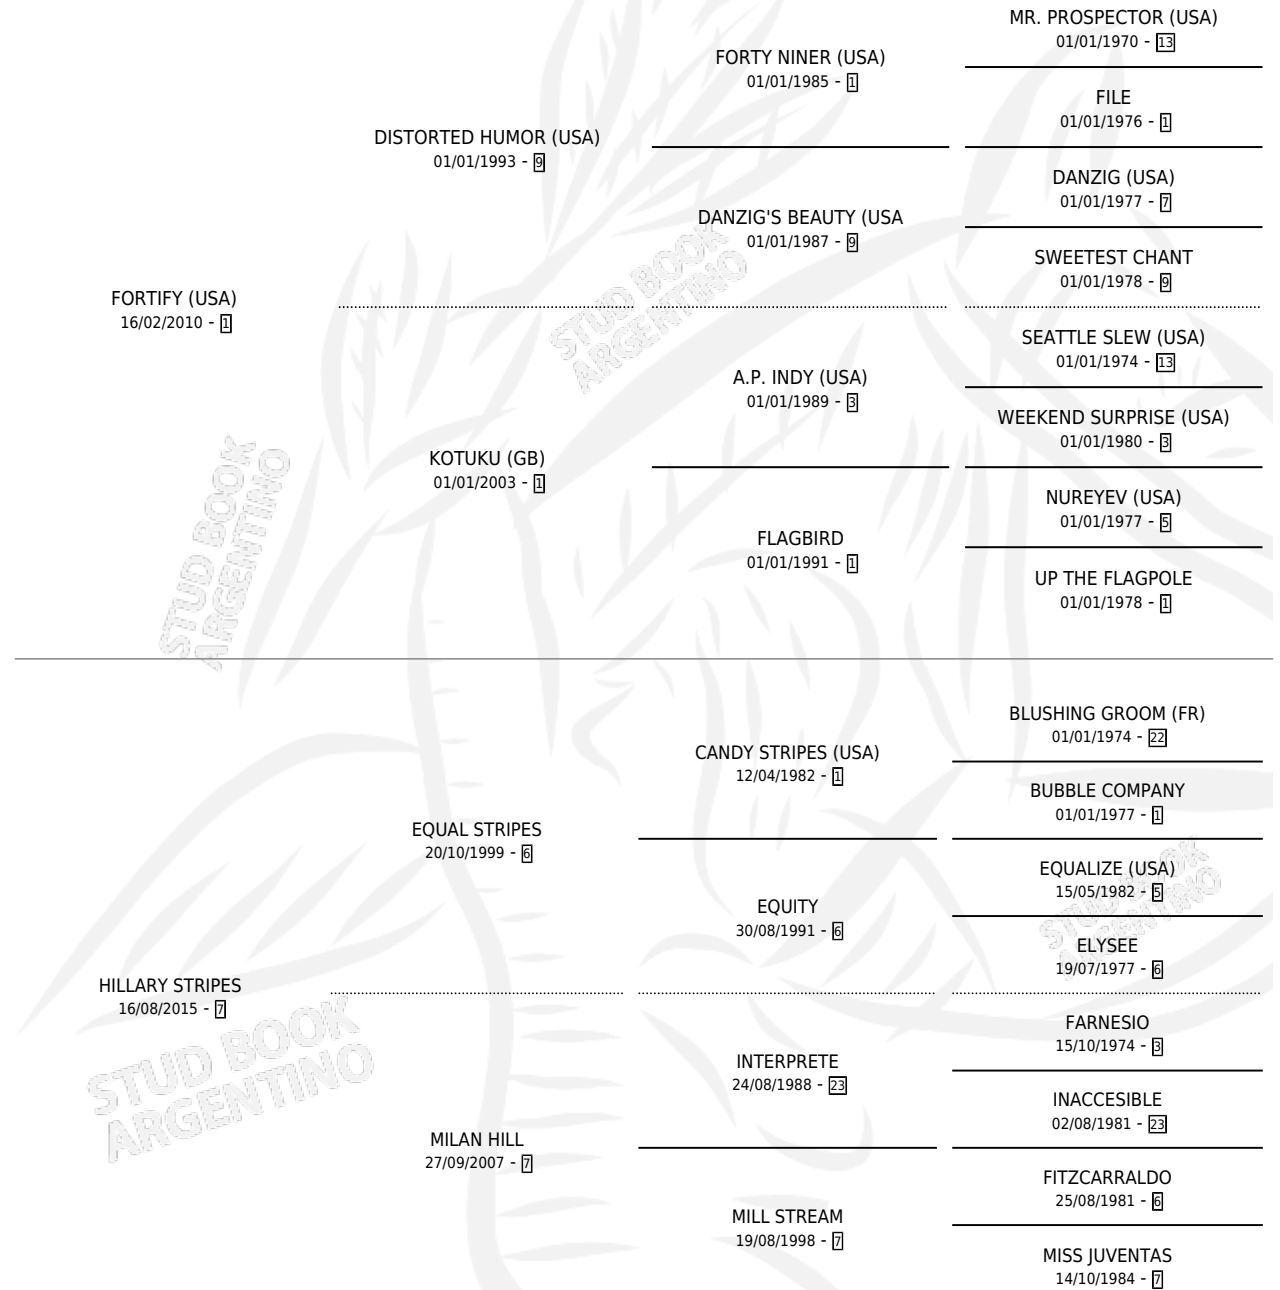 MR. PROSPECTOR (USA)
01/01/1970 - 13
FORTY NINER (USA)
01/01/1985 - 1
FILE
01/01/1976 - 1
DISTORTED HUMOR (USA)
01/01/1993 - 9
DANZIG (USA)
01/01/1977 - 7
DANZIG'S BEAUTY (USA
01/01/1987 - 9
SWEETEST CHANT
01/01/1978 - 9
FORTIFY (USA)
16/02/2010 - 1
SEATTLE SLEW (USA)
01/01/1974 - 13
A.P. INDY (USA)
01/01/1989 - 3
WEEKEND SURPRISE (USA)
01/01/1980 - 3
KOTUKU (GB)
01/01/2003 - 1
NUREYEV (USA)
01/01/1977 - 5
FLAGBIRD
01/01/1991 - 1
UP THE FLAGPOLE
01/01/1978 - 1
BLUSHING GROOM (FR)
01/01/1974 - 22
CANDY STRIPES (USA)
12/04/1982 - 1
BUBBLE COMPANY
01/01/1977 - 1
EQUAL STRIPES
20/10/1999 - 6
EQUALIZE (USA)
15/05/1982 - 5
EQUITY
30/08/1991 - 6
ELYSEE
19/07/1977 - 6
HILLARY STRIPES
16/08/2015 - 7
FARNESIO
15/10/1974 - 3
INTERPRETE
24/08/1988 - 23
INACCESIBLE
02/08/1981 - 23
MILAN HILL
27/09/2007 - 7
FITZCARRALDO
25/08/1981 - 6
MILL STREAM
19/08/1998 - 7
MISS JUVENTAS
14/10/1984 - 7
STUD BOOK
ARGENTINO
STUD BOOK
ARGENTINO
STUD BOOK
ARGENTINO
STUD BOOK
ARGENTINO